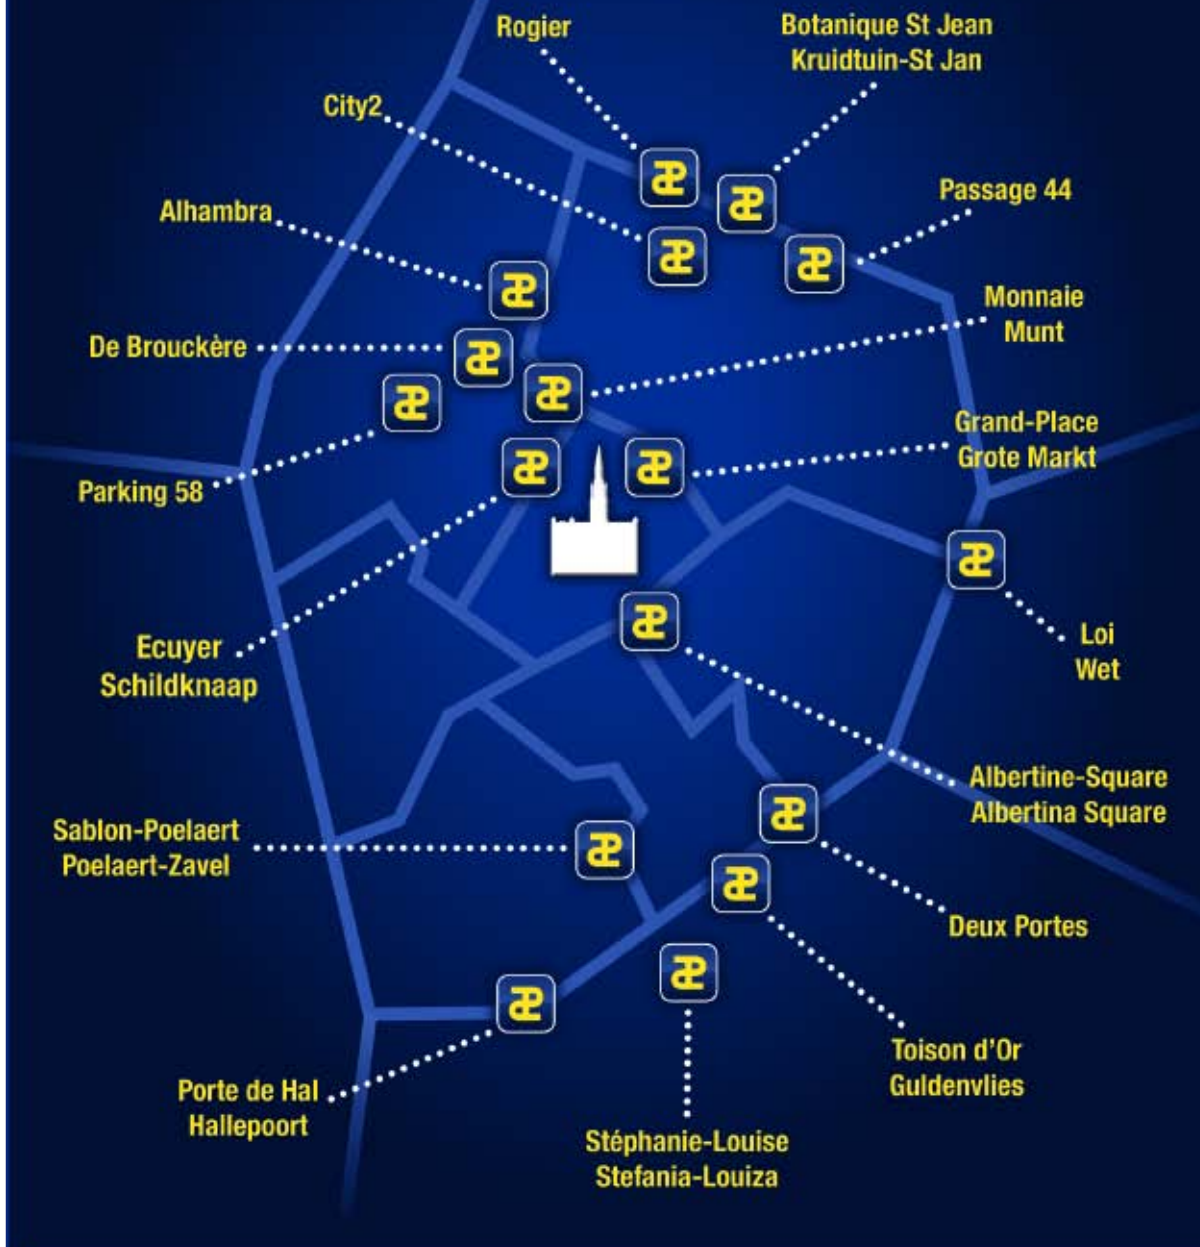 Rogier
Botanique St Jean
Kruidtuin-St Jan
City2
Passage 44
Alhambra
Monnaie
Munt
De Brouckère
Grand-Place
Grote Markt
Parking 58
Loi
Wet
Ecuyer
Schildknaap
Albertine-Square
Albertina Square
Sablon-Poelaert
Poelaert-Zavel
Deux Portes
Toison d'Or
Guldenvlies
Porte de Hal
Hallepoort
Stéphanie-Louise
Stefania-Louiza